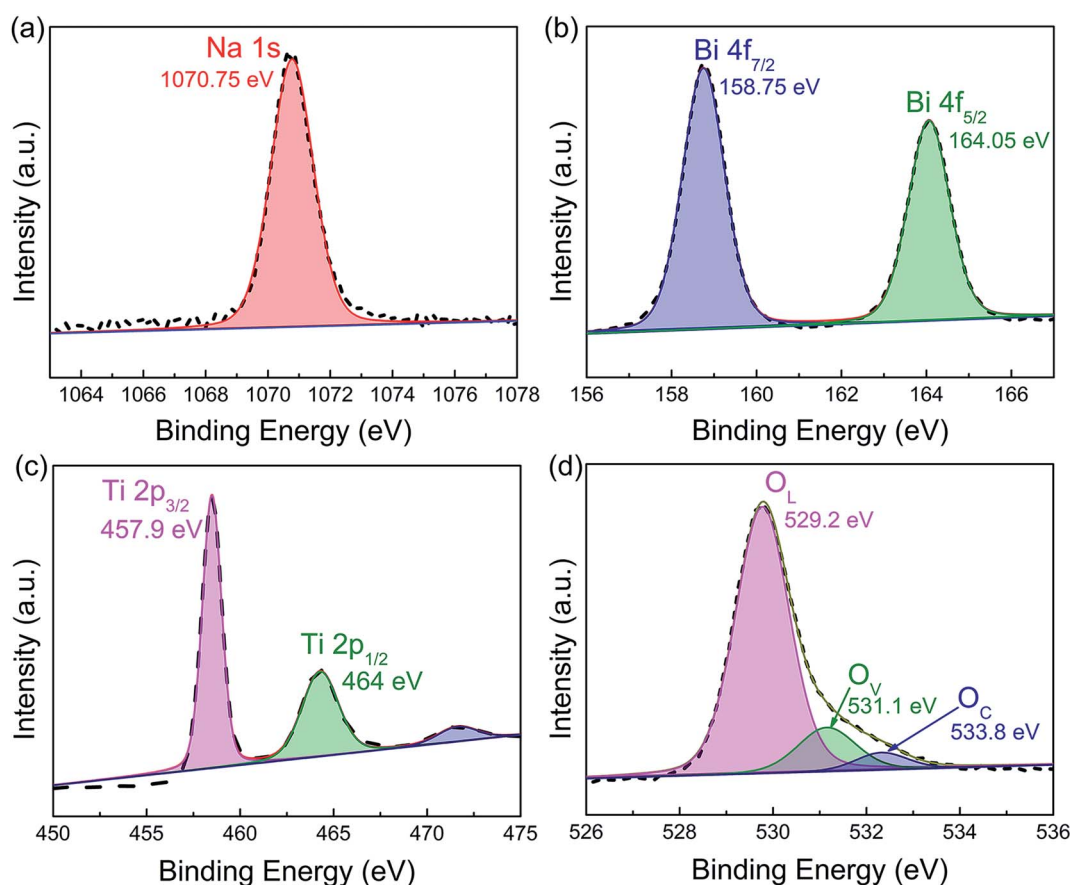 (a)
Na 1s
1070.75 eV
Intensity (a.u.)
1064 1066 1068 1070 1072 1074 1076 1078
Binding Energy (eV)
(b)
Bi 4f7/2
158.75 eV
Bi 4f5/2
164.05 eV
Intensity (a.u.)
156 158 160 162 164 166
Binding Energy (eV)
(c)
Ti 2p3/2
457.9 eV
Ti 2p1/2
464 eV
Intensity (a.u.)
450 455 460 465 470 475
Binding Energy (eV)
(d)
OL
529.2 eV
OV
531.1 eV
OC
533.8 eV
Intensity (a.u.)
526 528 530 532 534 536
Binding Energy (eV)